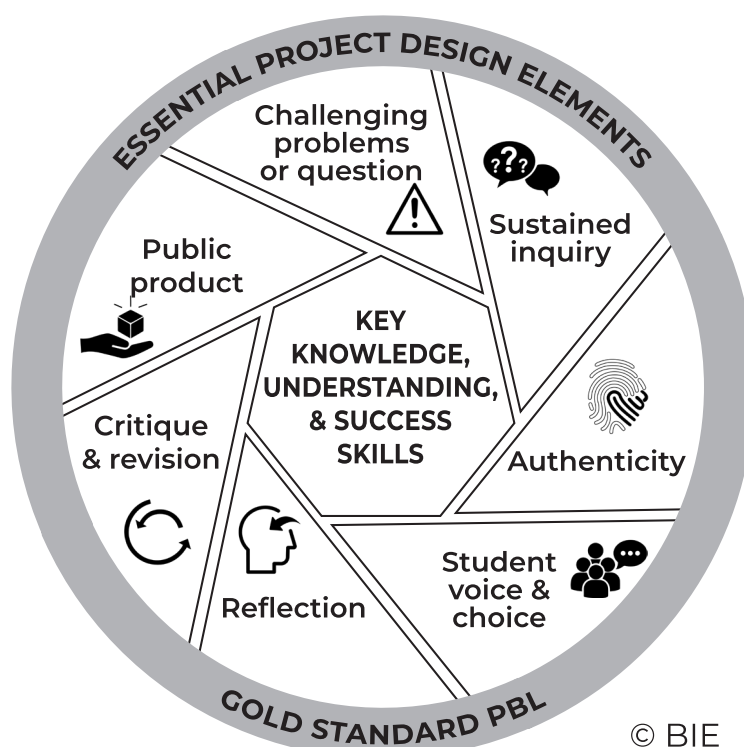 ESSENTIAL PROJECT DESIGN ELEMENTS
Challenging
problems
or question
???
Sustained
inquiry
Public
product
KEY
KNOWLEDGE,
UNDERSTANDING,
& SUCCESS
SKILLS
Authenticity
Critique
& revision
Student
voice &
choice
Reflection
GOLD STANDARD PBL
© BIE